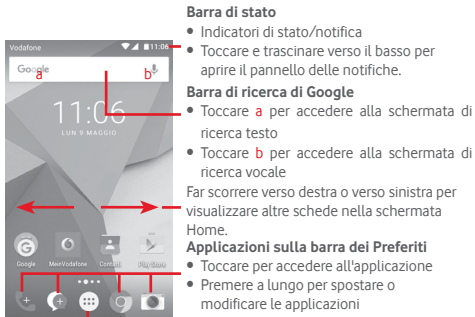 Vodafone
11:06
Google
a
b
11:06
LUN 9 MAGGIO
Google
MeinVodafone
Contatti
Play Store
Barra di stato
• Indicatori di stato/notifica
• Toccare e trascinare verso il basso per
aprire il pannello delle notifiche.
Barra di ricerca di Google
• Toccare a per accedere alla schermata di
ricerca testo
• Toccare b per accedere alla schermata di
ricerca vocale
Far scorrere verso destra o verso sinistra per
visualizzare altre schede nella schermata
Home.
Applicazioni sulla barra dei Preferiti
• Toccare per accedere all'applicazione
• Premere a lungo per spostare o
modificare le applicazioni